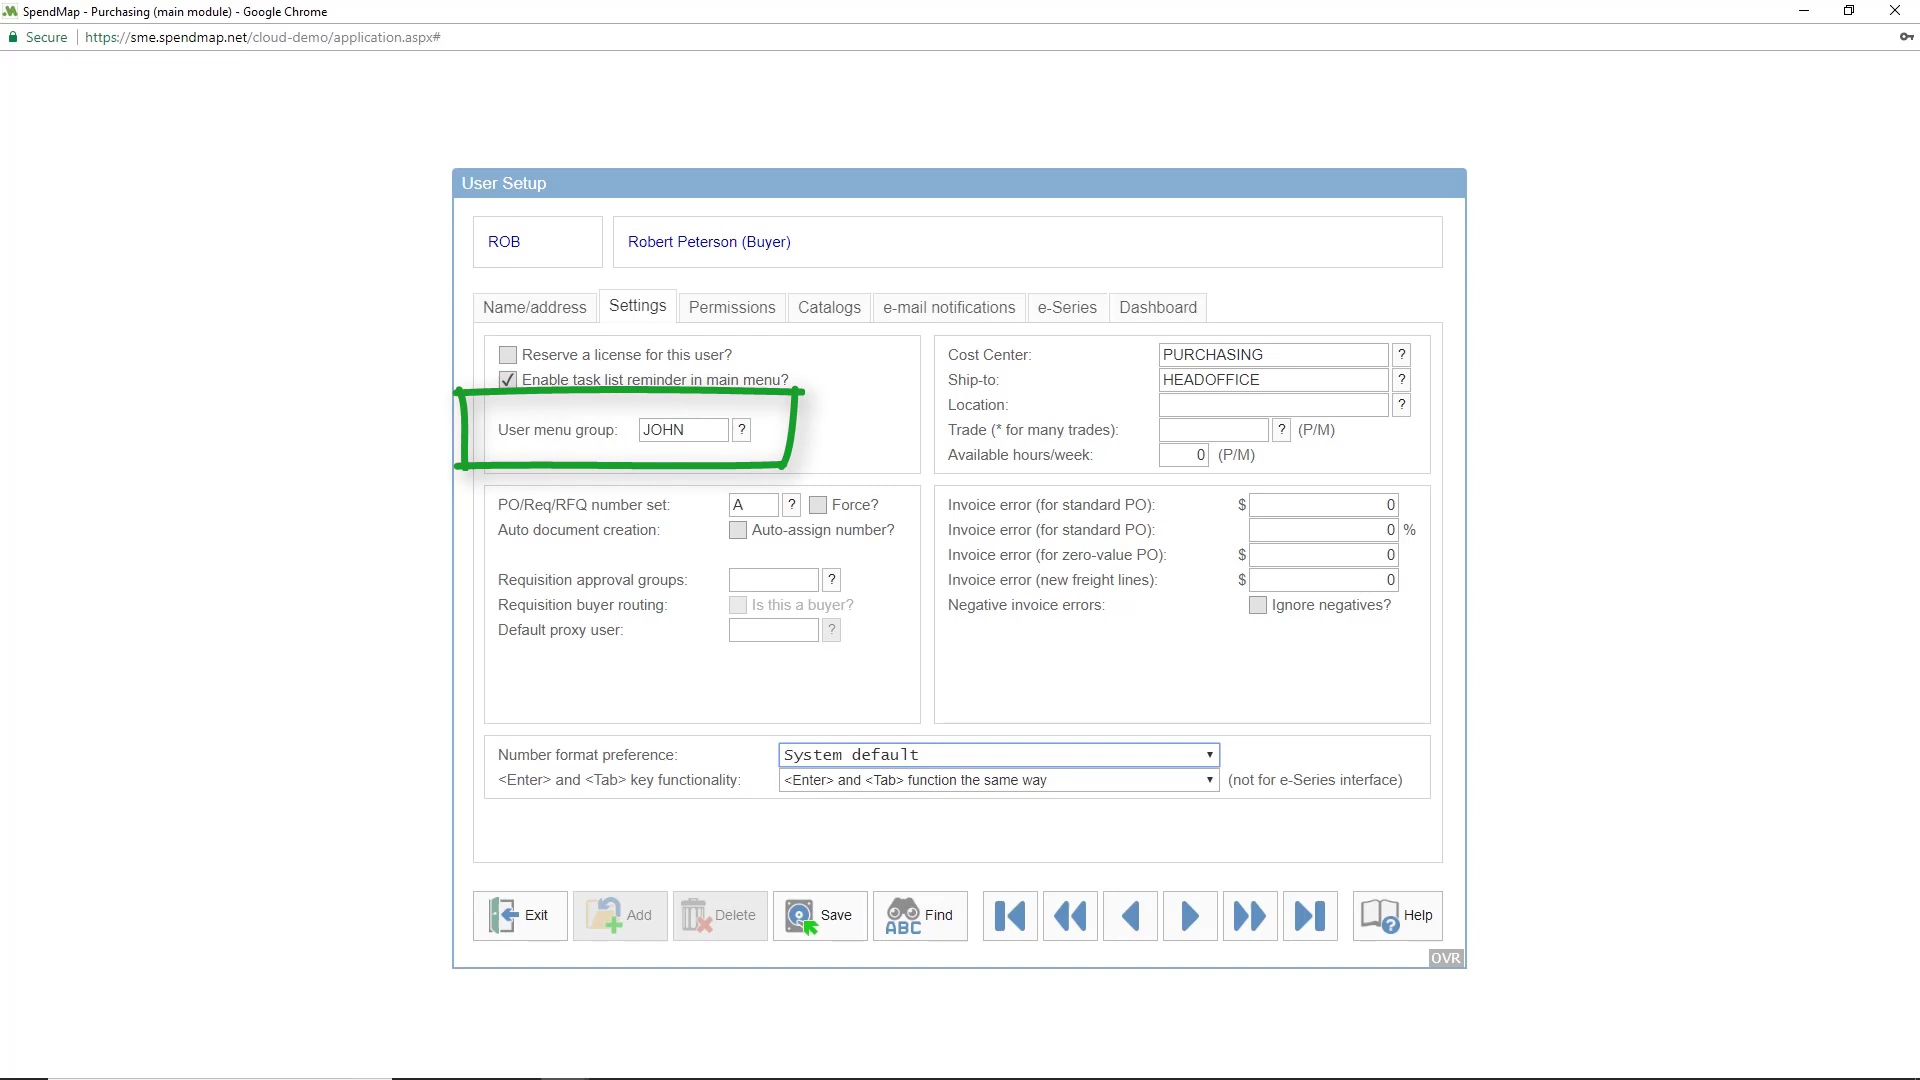 SpendMap - Purchasing (main module) - Google Chrome
Secure https://sme.spendmap.net/cloud-demo/application.aspx#
User Setup
ROB Robert Peterson (Buyer)
Name/address Settings Permissions Catalogs e-mail notifications e-Series Dashboard
Reserve a license for this user?
Enable task list reminder in main menu?
User menu group: JOHN ?
Cost Center: PURCHASING ?
Ship-to: HEADOFFICE ?
Location: ?
Trade (* for many trades): ? (P/M)
Available hours/week: 0 (P/M)
PO/Req/RFQ number set: A ? Force?
Auto document creation: Auto-assign number?
Requisition approval groups: ?
Requisition buyer routing: Is this a buyer?
Default proxy user: ?
Invoice error (for standard PO): $ 0
Invoice error (for standard PO): 0 %
Invoice error (for zero-value PO): $ 0
Invoice error (new freight lines): $ 0
Negative invoice errors: Ignore negatives?
Number format preference: System default
<Enter> and <Tab> key functionality: <Enter> and <Tab> function the same way (not for e-Series interface)
Exit Add Delete Save ABC Find ? Help
OVR